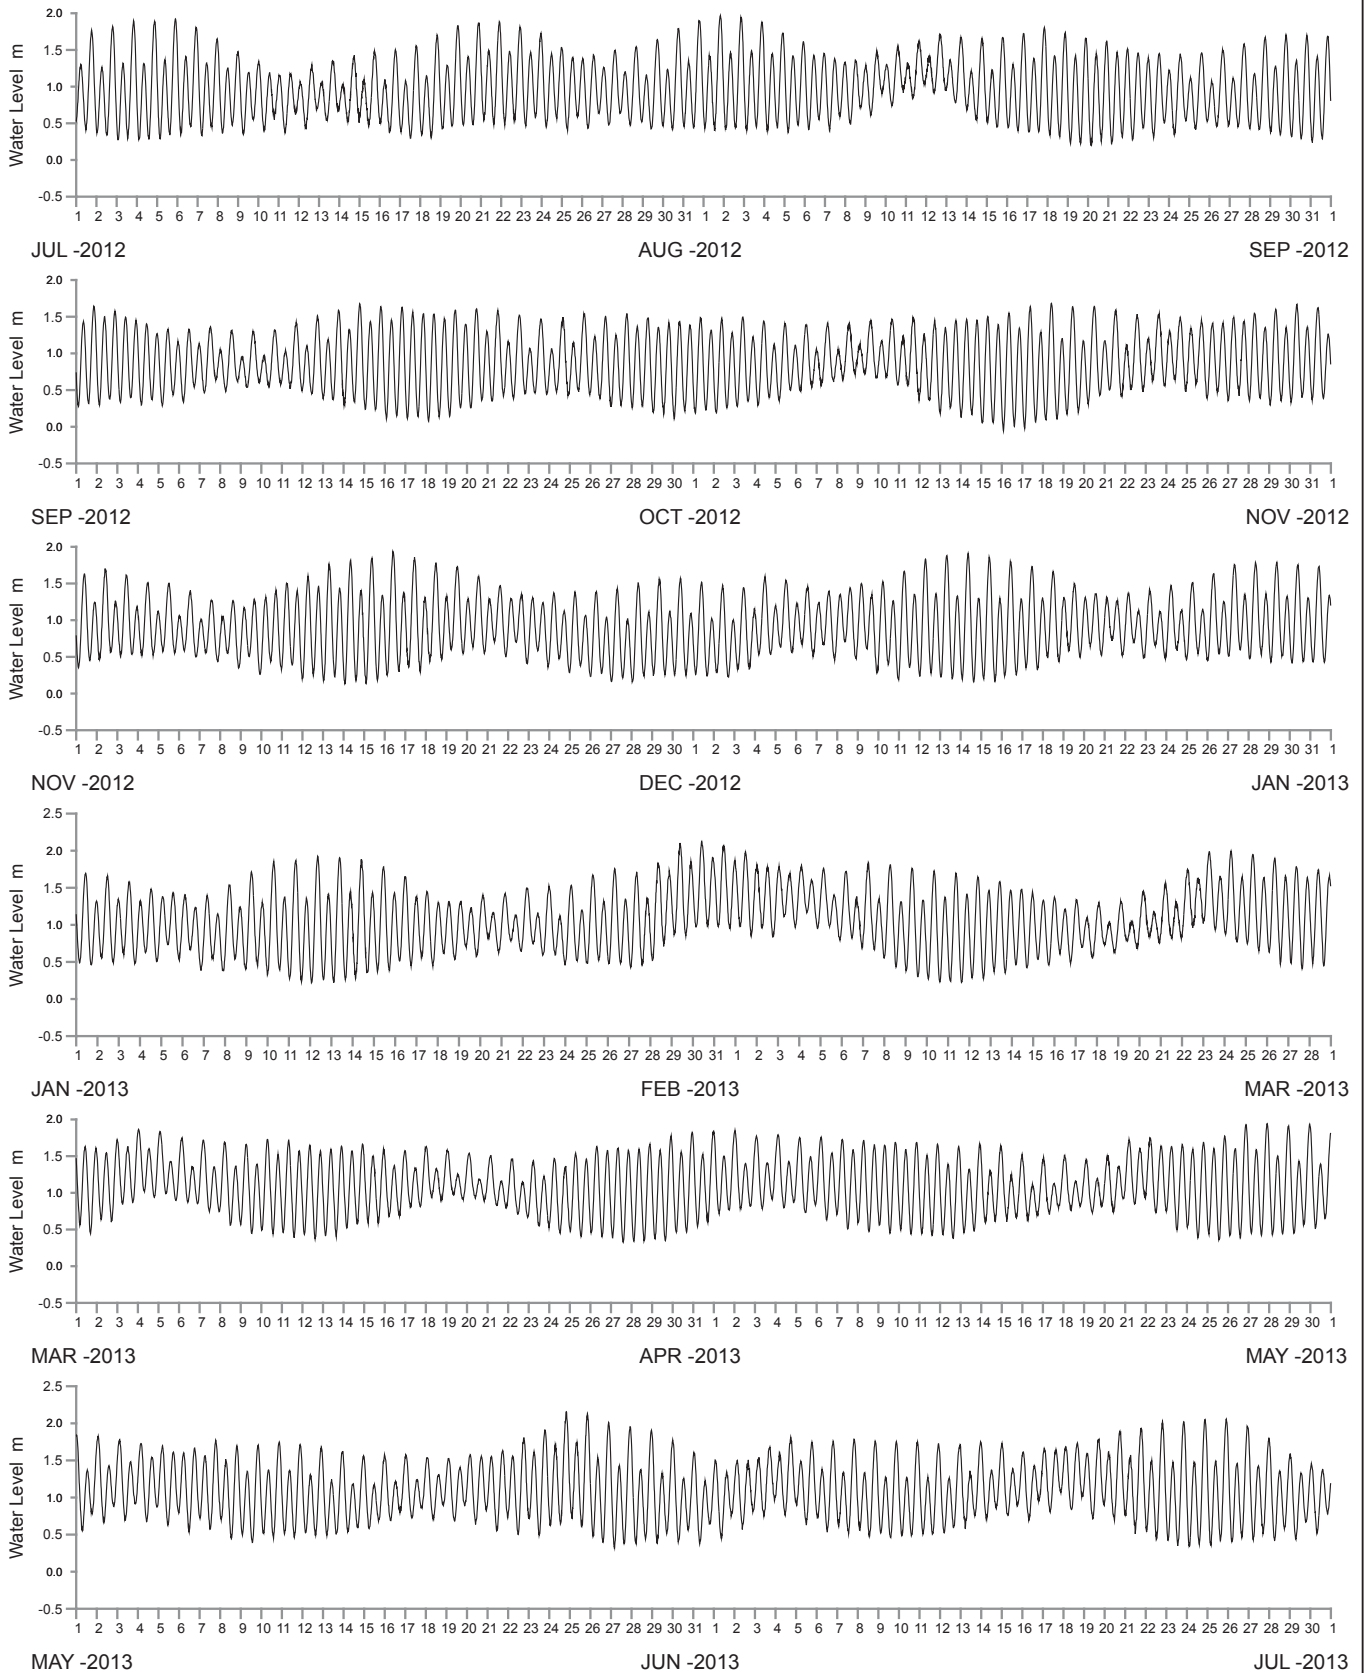 Water Level m
2.0
1.5
1.0
0.5
0.0
-0.5
1 2 3 4 5 6 7 8 9 10 11 12 13 14 15 16 17 18 19 20 21 22 23 24 25 26 27 28 29 30 31 1 2 3 4 5 6 7 8 9 10 11 12 13 14 15 16 17 18 19 20 21 22 23 24 25 26 27 28 29 30 31 1
JUL -2012 AUG -2012 SEP -2012
Water Level m
2.0
1.5
1.0
0.5
0.0
-0.5
1 2 3 4 5 6 7 8 9 10 11 12 13 14 15 16 17 18 19 20 21 22 23 24 25 26 27 28 29 30 1 2 3 4 5 6 7 8 9 10 11 12 13 14 15 16 17 18 19 20 21 22 23 24 25 26 27 28 29 30 31 1
SEP -2012 OCT -2012 NOV -2012
Water Level m
2.0
1.5
1.0
0.5
0.0
-0.5
1 2 3 4 5 6 7 8 9 10 11 12 13 14 15 16 17 18 19 20 21 22 23 24 25 26 27 28 29 30 1 2 3 4 5 6 7 8 9 10 11 12 13 14 15 16 17 18 19 20 21 22 23 24 25 26 27 28 29 30 31 1
NOV -2012 DEC -2012 JAN -2013
Water Level m
2.5
2.0
1.5
1.0
0.5
0.0
-0.5
1 2 3 4 5 6 7 8 9 10 11 12 13 14 15 16 17 18 19 20 21 22 23 24 25 26 27 28 29 30 31 1 2 3 4 5 6 7 8 9 10 11 12 13 14 15 16 17 18 19 20 21 22 23 24 25 26 27 28 1
JAN -2013 FEB -2013 MAR -2013
Water Level m
2.0
1.5
1.0
0.5
0.0
-0.5
1 2 3 4 5 6 7 8 9 10 11 12 13 14 15 16 17 18 19 20 21 22 23 24 25 26 27 28 29 30 31 1 2 3 4 5 6 7 8 9 10 11 12 13 14 15 16 17 18 19 20 21 22 23 24 25 26 27 28 29 30 1
MAR -2013 APR -2013 MAY -2013
Water Level m
2.5
2.0
1.5
1.0
0.5
0.0
-0.5
1 2 3 4 5 6 7 8 9 10 11 12 13 14 15 16 17 18 19 20 21 22 23 24 25 26 27 28 29 30 31 1 2 3 4 5 6 7 8 9 10 11 12 13 14 15 16 17 18 19 20 21 22 23 24 25 26 27 28 29 30 1
MAY -2013 JUN -2013 JUL -2013